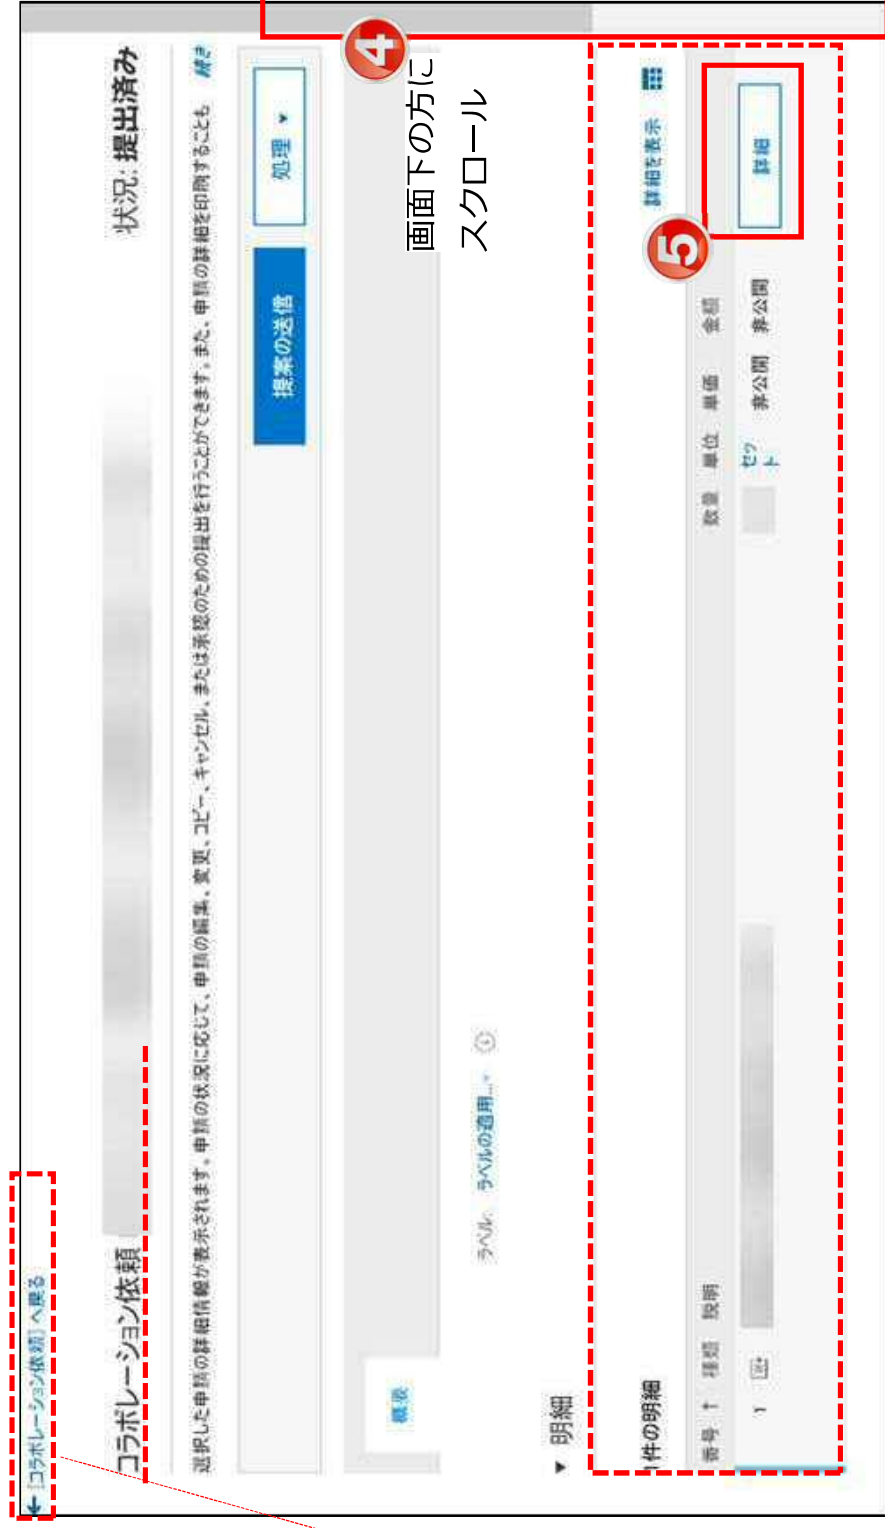 ← [コラボレーション依頼] へ戻る
コラボレーション依頼
状況: 提出済み
選択した申請の詳細情報が表示されます。申請の状況に応じて、申請の編集、変更、コピー、キャンセル、または承認のための提出を行うことができます。また、申請の詳細を印刷することも 続き
提案の送信
処理 ▼
④
概要
画面下の方に
スクロール
ラベル: ラベルの適用...
▼ 明細
1件の明細
詳細を表示
⑤
番号 ↑ 種類 説明 数量 単位 単価 金額
1 セッ 非公開 非公開 詳細
ト